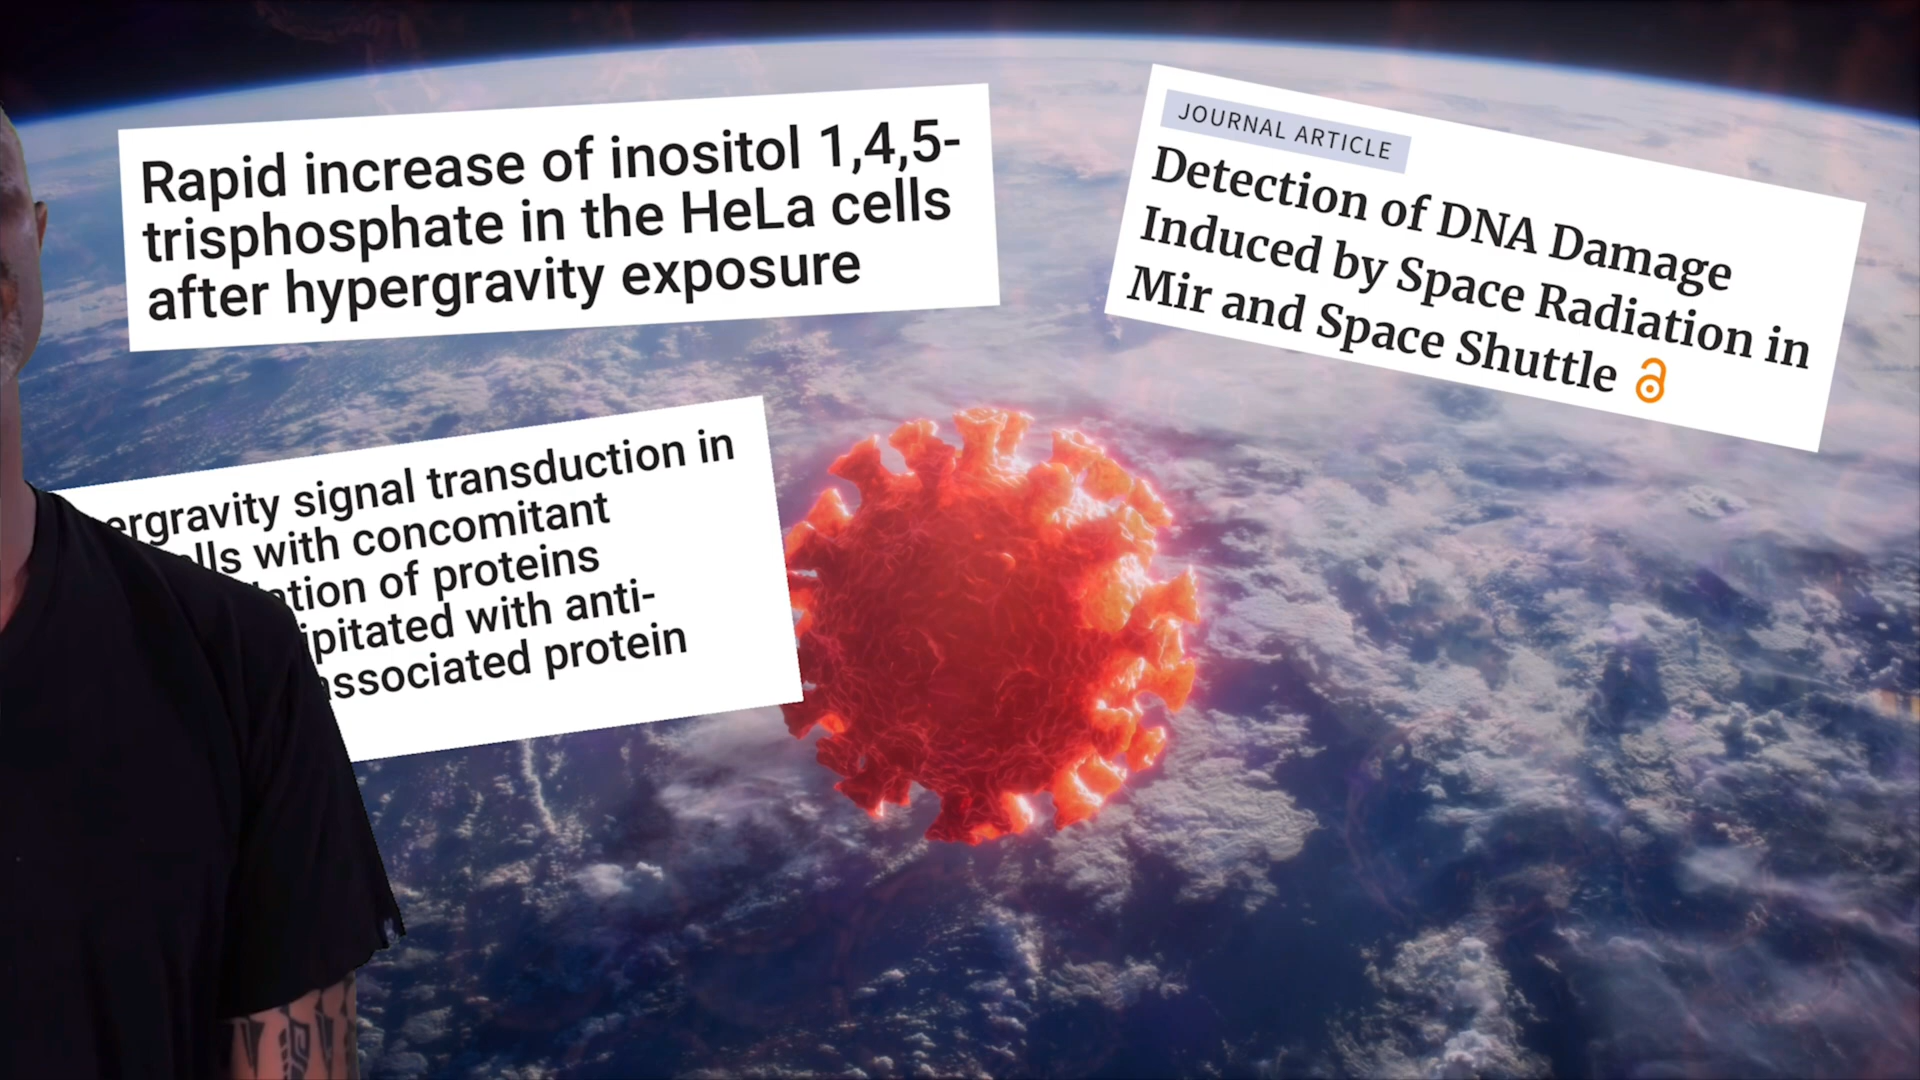 Rapid increase of inositol 1,4,5-
trisphosphate in the HeLa cells
after hypergravity exposure
JOURNAL ARTICLE
Detection of DNA Damage
Induced by Space Radiation in
Mir and Space Shuttle
signal transduction in
with concomitant
of proteins
with anti-
protein